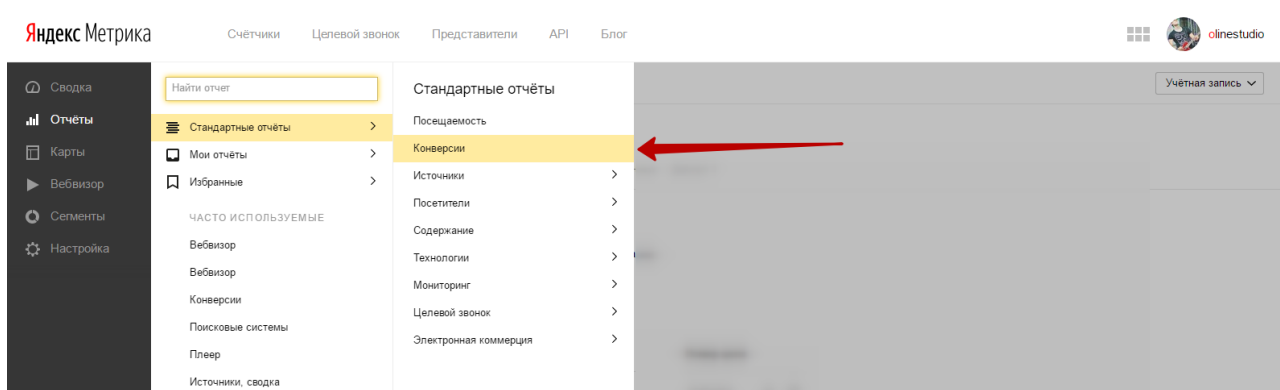 Яндекс Метрика
Счётчики
Целевой звонок
Представители
API
Блог
olinestudio
Сводка
Отчёты
Карты
Вебвизор
Сегменты
Настройка
Найти отчет
Стандартные отчёты
Мои отчёты
Избранные
ЧАСТО ИСПОЛЬЗУЕМЫЕ
Вебвизор
Вебвизор
Конверсии
Поисковые системы
Плеер
Источники, сводка
Стандартные отчёты
Посещаемость
Конверсии
Источники
Посетители
Содержание
Технологии
Мониторинг
Целевой звонок
Электронная коммерция
Учётная запись